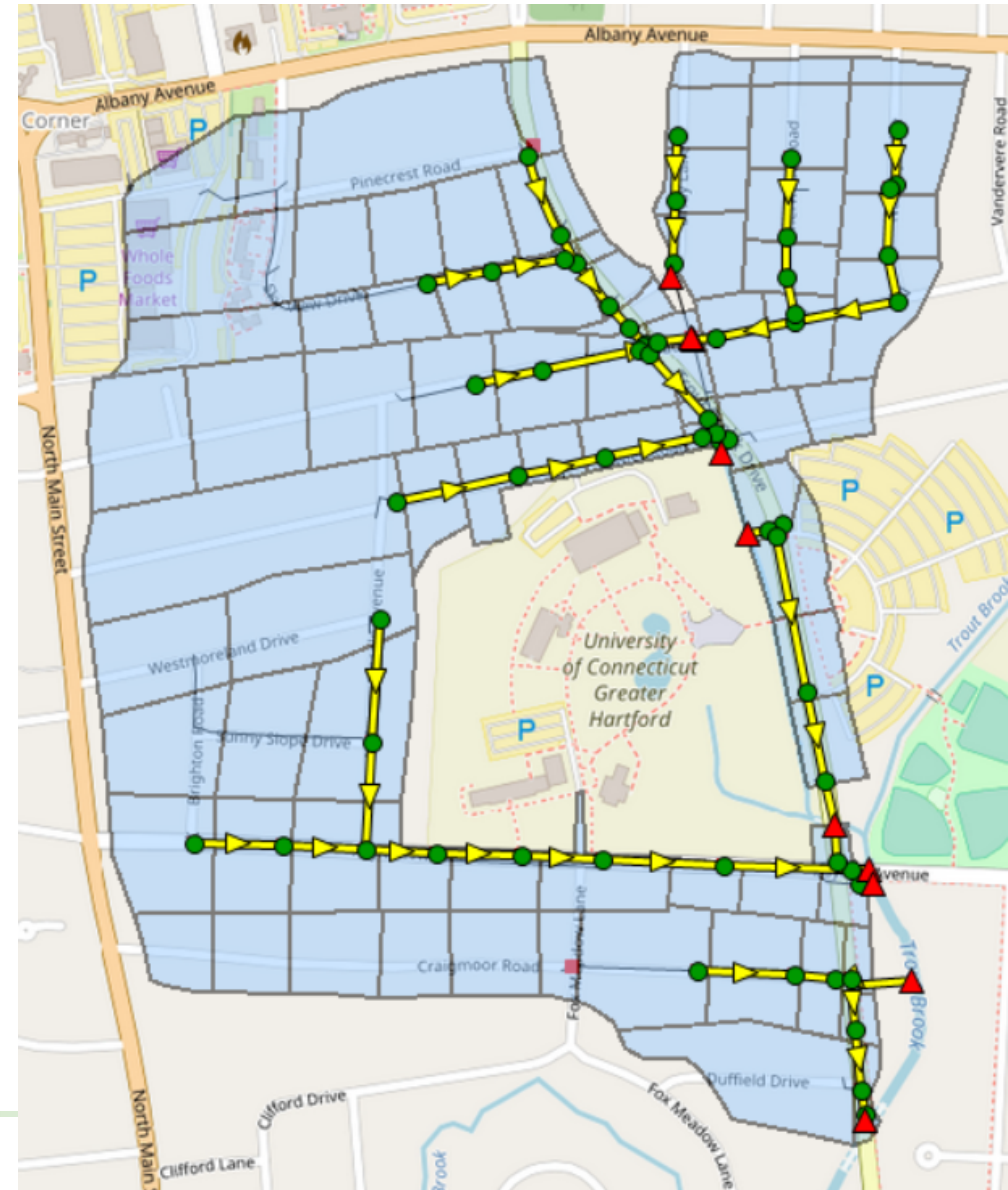 Albany Avenue
Albany Avenue
Corner
P
Pinecrest Road
Vandervere Road
Whole
Foods
Market
P
North Main Street
Drive
P
P
University
of Connecticut
Greater
Hartford
Trout Brook
Westmoreland Drive
P
P
Sunny Slope Drive
Brighton Road
Avenue
Craigmoor Road
Fox Meadow Lane
Brook
Duffield Drive
Clifford Drive
Fox Meadow Lane
North Main
Clifford Lane
Brook